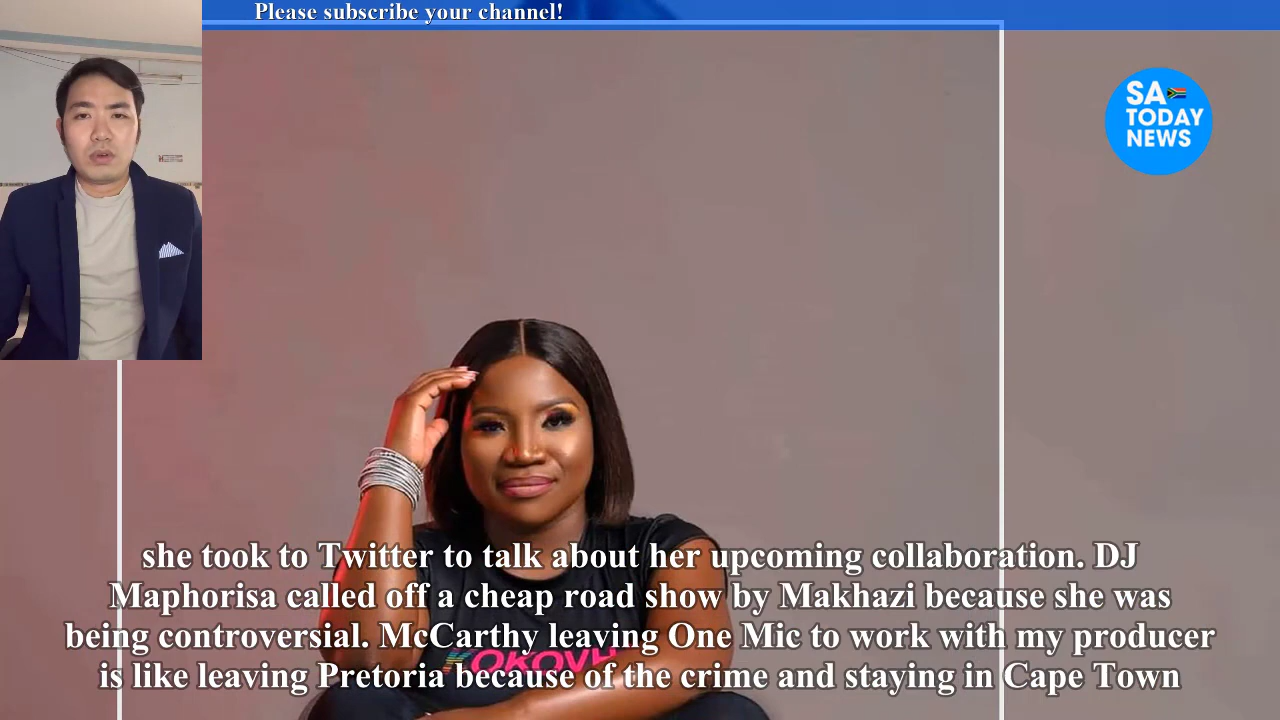 Please subscribe your channel!
SA
TODAY
NEWS
she took to Twitter to talk about her upcoming collaboration. DJ
Maphorisa called off a cheap road show by Makhazi because she was
being controversial. McCarthy leaving One Mic to work with my producer
is like leaving Pretoria because of the crime and staying in Cape Town